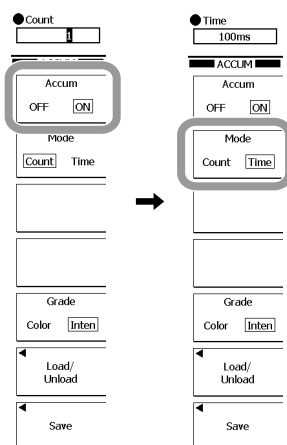 Count
1
Accum
OFF ON
Mode
Count Time
Grade
Color Inten
Load/
Unload
Save
Time
100ms
ACCUM
Accum
OFF ON
Mode
Count Time
Grade
Color Inten
Load/
Unload
Save